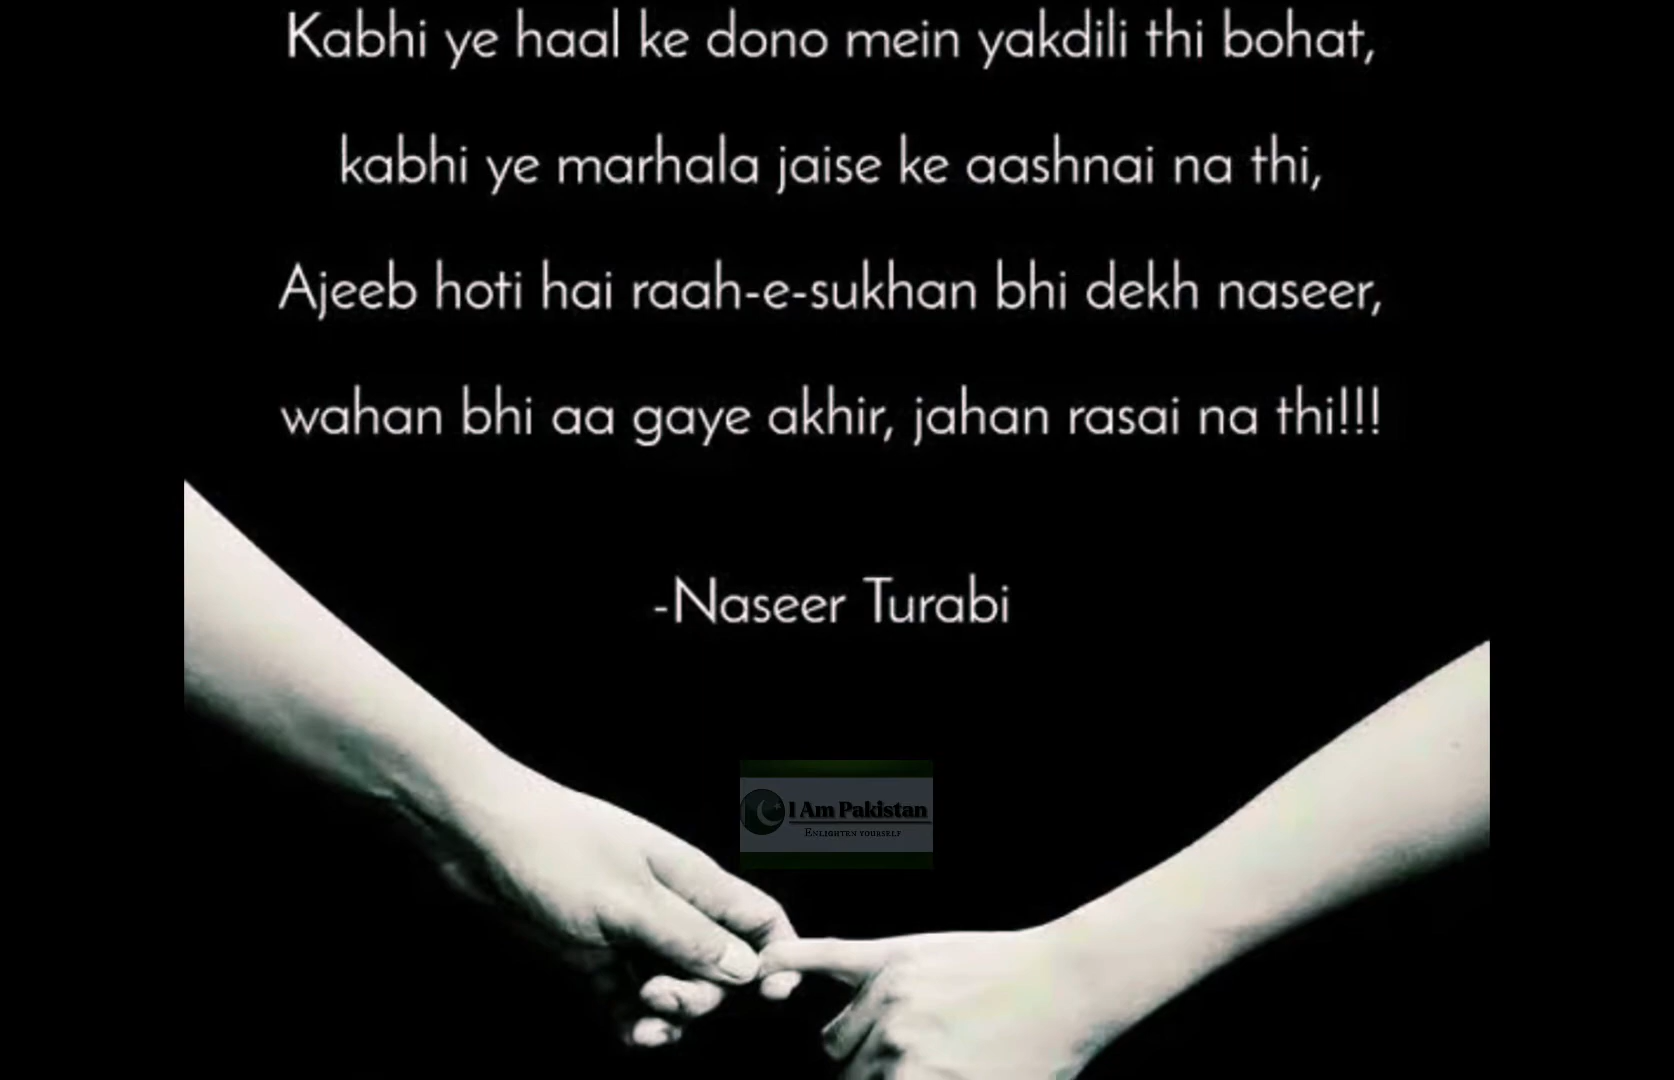 Kabhi ye haal ke dono mein yakdili thi bohat,
kabhi ye marhala jaise ke aashnai na thi,
Ajeeb hoti hai raah-e-sukhan bhi dekh naseer,
wahan bhi aa gaye akhir, jahan rasai na thi!!!
-Naseer Turabi
I Am Pakistan
ENLIGHTEN YOURSELF